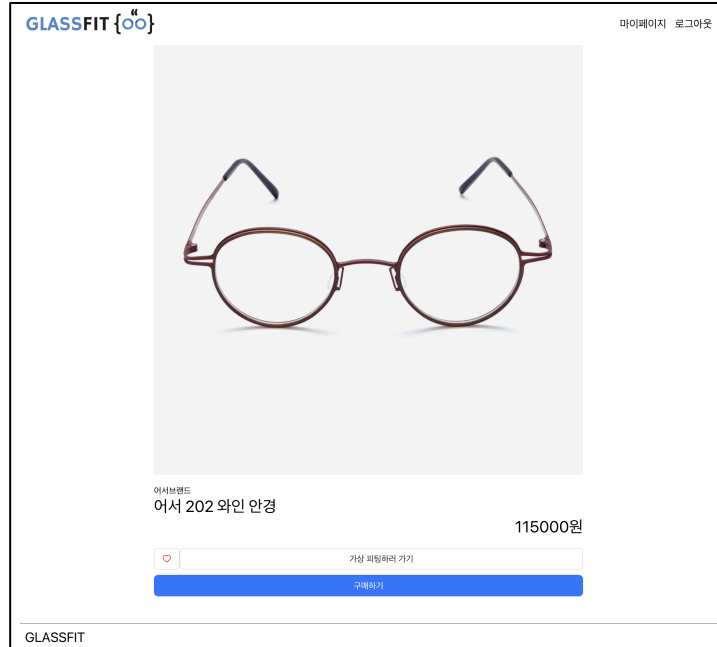 GLASSFIT {óó}
마이페이지 로그아웃
어서브랜드
어서 202 와인 안경
115000원
가상 피팅하러 가기
구매하기
GLASSFIT